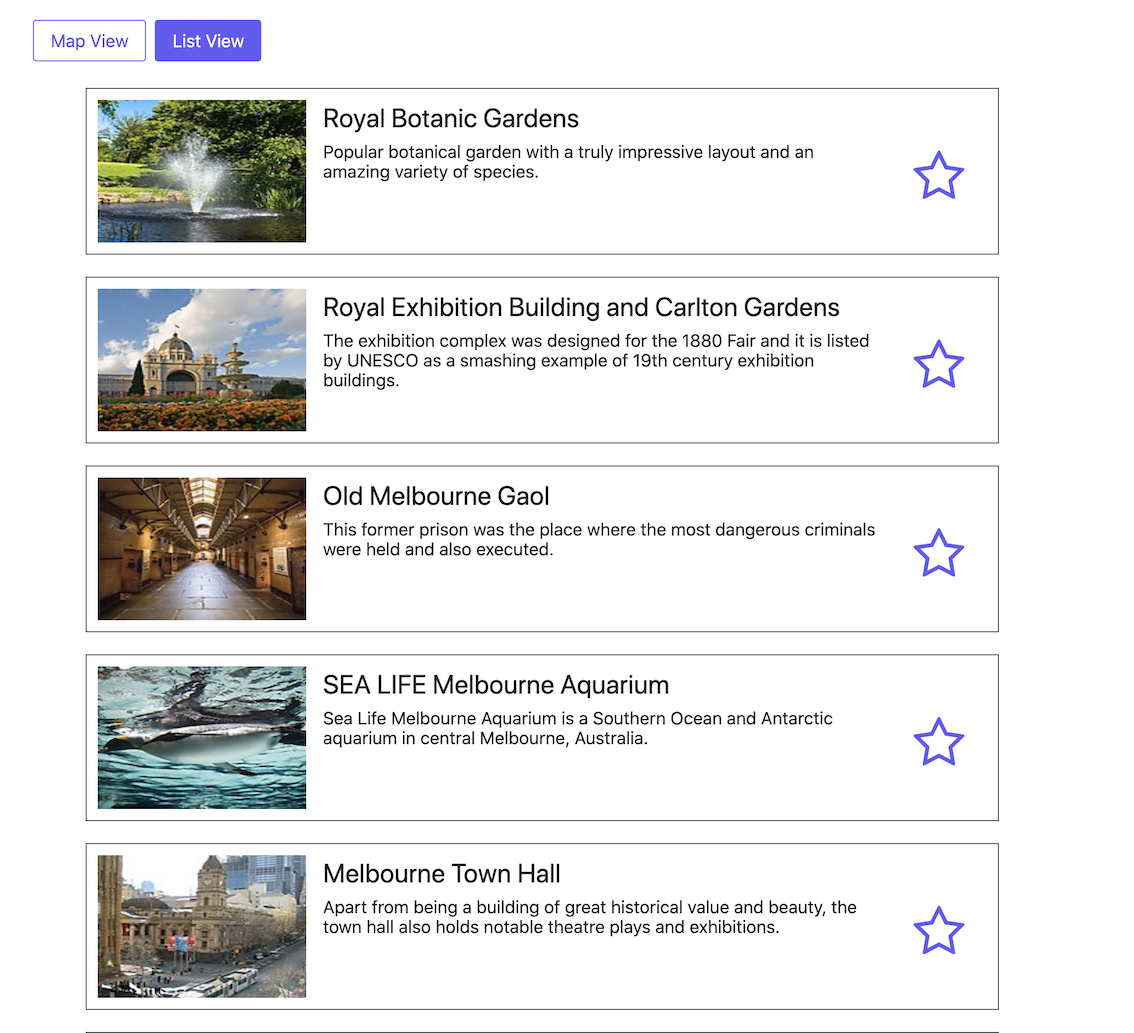 Map View
List View
Royal Botanic Gardens
Popular botanical garden with a truly impressive layout and an
amazing variety of species.
Royal Exhibition Building and Carlton Gardens
The exhibition complex was designed for the 1880 Fair and it is listed
by UNESCO as a smashing example of 19th century exhibition
buildings.
Old Melbourne Gaol
This former prison was the place where the most dangerous criminals
were held and also executed.
SEA LIFE Melbourne Aquarium
Sea Life Melbourne Aquarium is a Southern Ocean and Antarctic
aquarium in central Melbourne, Australia.
Melbourne Town Hall
Apart from being a building of great historical value and beauty, the
town hall also holds notable theatre plays and exhibitions.